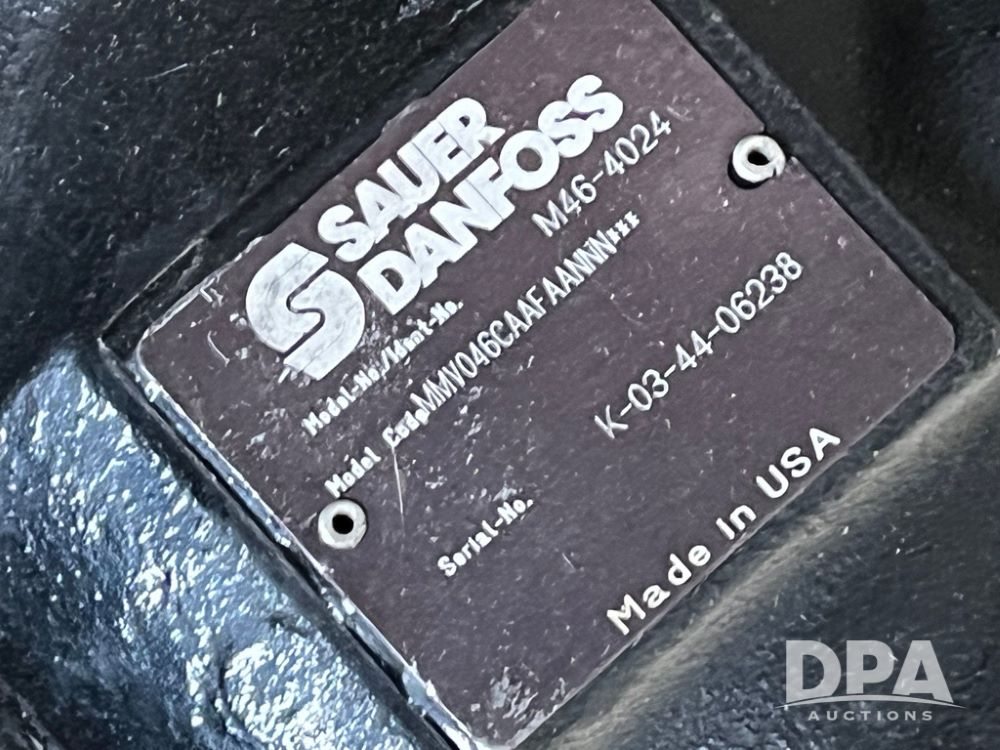 SAUER
DANFOSS
Model-No./Ident-No.
M46-4024
Model Code
MMV046CAAFAAANNN***
Serial-No.
K-03-44-06238
Made in USA
DPA
AUCTIONS